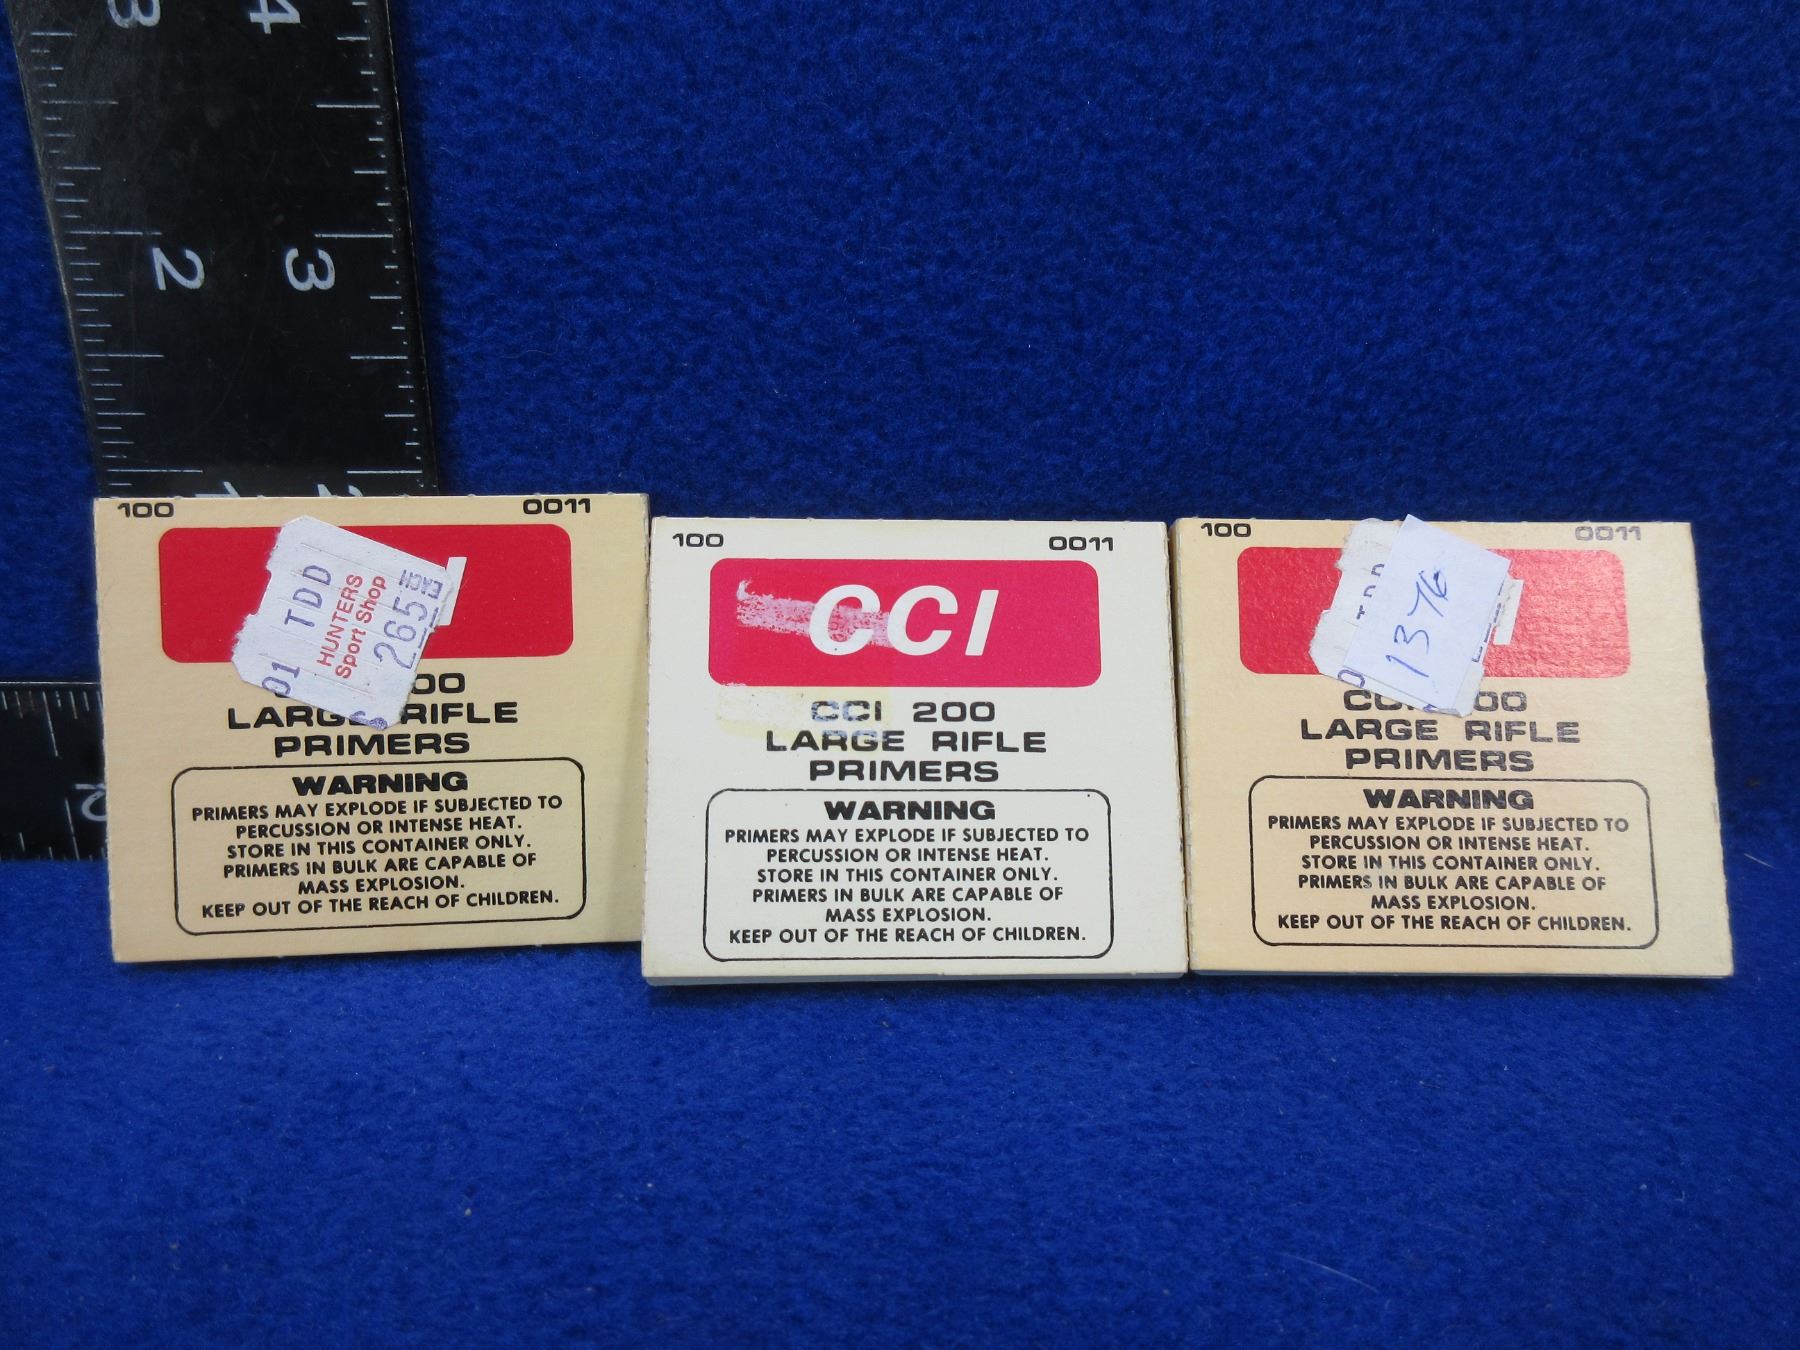 3 4
2 3
100 0011
01 TDD
HUNTERS
Sport Shop
265
00
LARGE RIFLE
PRIMERS
WARNING
PRIMERS MAY EXPLODE IF SUBJECTED TO
PERCUSSION OR INTENSE HEAT.
STORE IN THIS CONTAINER ONLY.
PRIMERS IN BULK ARE CAPABLE OF
MASS EXPLOSION.
KEEP OUT OF THE REACH OF CHILDREN.
100 0011
CCI
CCI 200
LARGE RIFLE
PRIMERS
WARNING
PRIMERS MAY EXPLODE IF SUBJECTED TO
PERCUSSION OR INTENSE HEAT.
STORE IN THIS CONTAINER ONLY.
PRIMERS IN BULK ARE CAPABLE OF
MASS EXPLOSION.
KEEP OUT OF THE REACH OF CHILDREN.
100 0011
1376
00
LARGE RIFLE
PRIMERS
WARNING
PRIMERS MAY EXPLODE IF SUBJECTED TO
PERCUSSION OR INTENSE HEAT.
STORE IN THIS CONTAINER ONLY.
PRIMERS IN BULK ARE CAPABLE OF
MASS EXPLOSION.
KEEP OUT OF THE REACH OF CHILDREN.
2